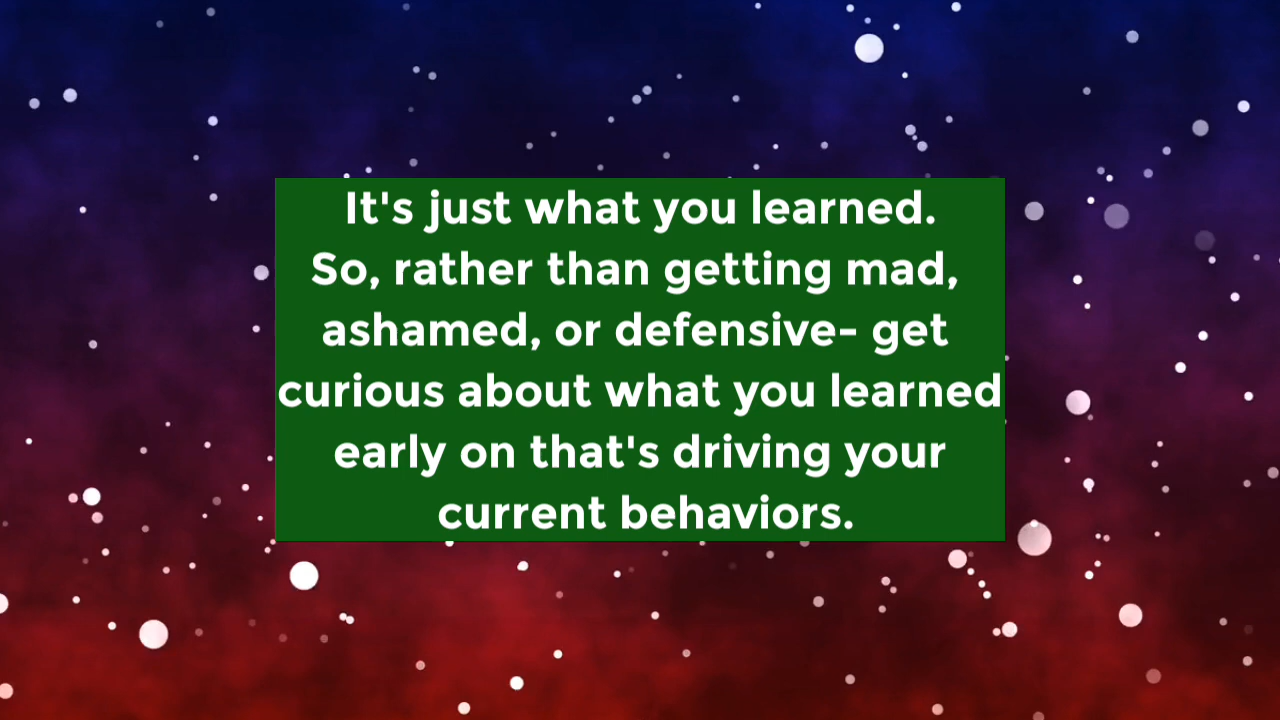 It's just what you learned.
So, rather than getting mad,
ashamed, or defensive- get
curious about what you learned
early on that's driving your
current behaviors.